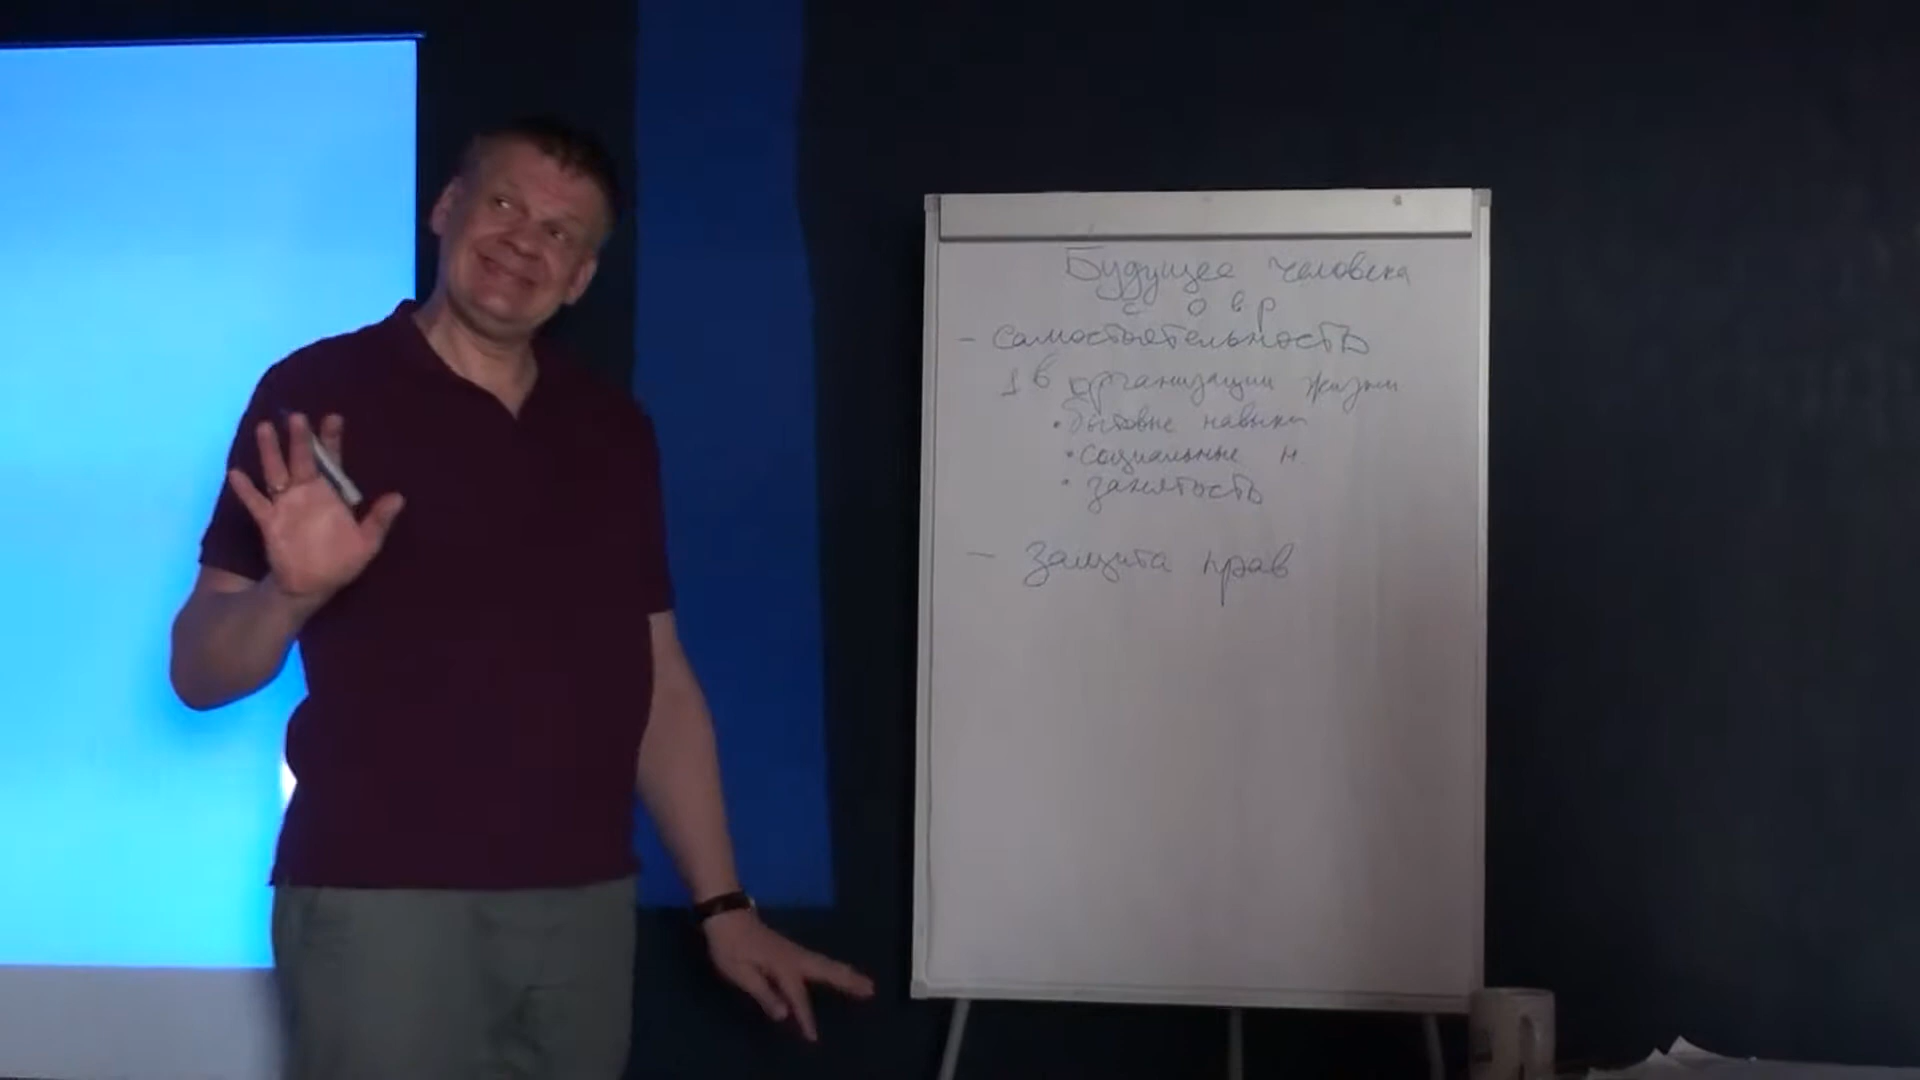 Будущее человека
с о в р
- самостоятельность
1 в организации жизни
• бытовые навыки
• социальные н.
• занятость
- Защита прав